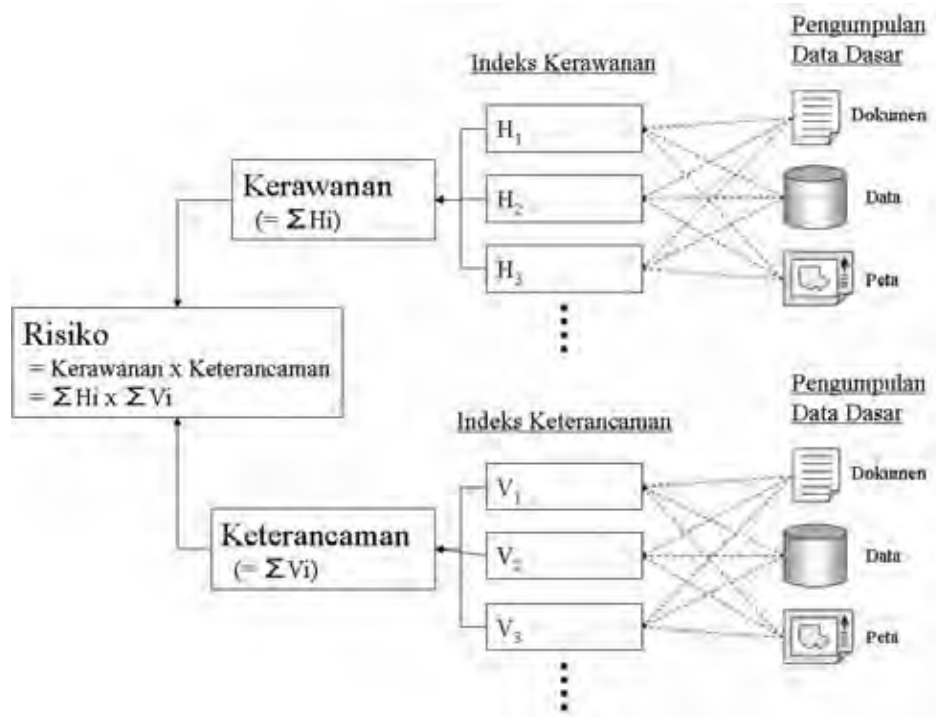 Pengumpulan
Data Dasar
Indeks Kerawanan
H1
Dokumen
Kerawanan
(= ΣHi)
H2
Data
H3
Peta
Risiko
= Kerawanan x Keterancaman
= ΣHi x ΣVi
Pengumpulan
Data Dasar
Indeks Keterancaman
V1
Dokumen
Keterancaman
(= ΣVi)
V2
Data
V3
Peta